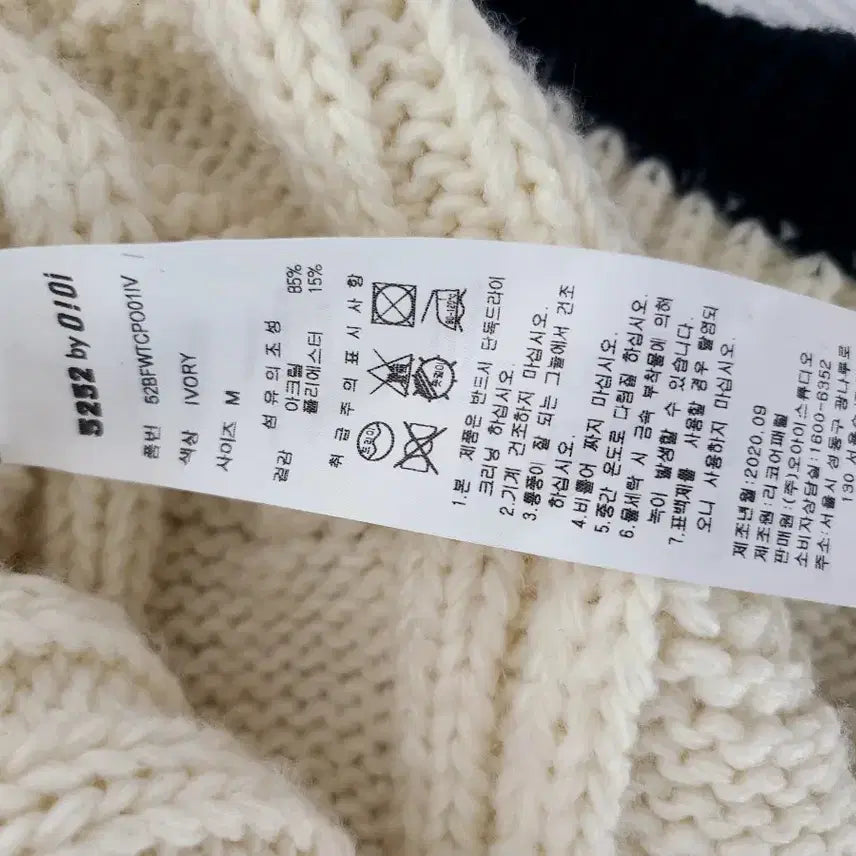 5252 by O!Oi
품번 52BFWTCPO01IV
색상 IVORY
사이즈 M
섬유의 조성
겉감 아크릴 85%
폴리에스터 15%
취급 주의 표시 사항
드라이
1.본 제품은 반드시 단독드라이
크리닝 하십시오.
2.기계 건조하지 마십시오.
3.통풍이 잘 되는 그늘에서 건조
하십시오
4.비틀어 짜지 마십시오.
5.중간 온도로 다림질 하십시오.
6.물세탁 시 금속 부착물에 의해
녹이 발생할 수 있습니다.
7.표백제를 사용할 경우 탈염되
오니 사용하지 마십시오.
제조년월:2020.09
제조원:리코어패럴
판매원:(주)오아이스튜디오
소비자상담실:1600-6352
주소:서울시 성동구 광나루로
130 서울